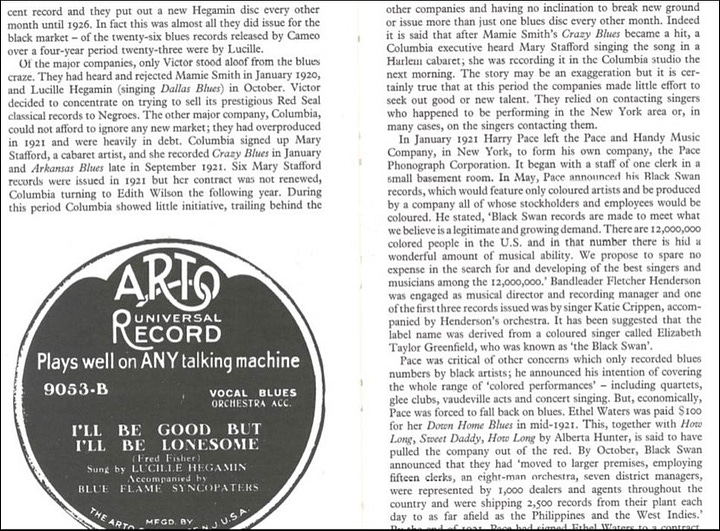 cent record and they put out a new Hegamin disc every other
month until 1926. In fact this was almost all they did issue for the
black market – of the twenty-six blues records released by Cameo
over a four-year period twenty-three were by Lucille.
Of the major companies, only Victor stood aloof from the blues
craze. They had heard and rejected Mamie Smith in January 1920,
and Lucille Hegamin (singing Dallas Blues) in October. Victor
decided to concentrate on trying to sell its prestigious Red Seal
classical records to Negroes. The other major company, Columbia,
could not afford to ignore any new market; they had overproduced
in 1921 and were heavily in debt. Columbia signed up Mary
Stafford, a cabaret artist, and she recorded Crazy Blues in January
and Arkansas Blues late in September 1921. Six Mary Stafford
records were issued in 1921 but her contract was not renewed,
Columbia turning to Edith Wilson the following year. During
this period Columbia showed little initiative, trailing behind the
ARTO
UNIVERSAL
RECORD
Plays well on ANY talking machine
9053-B
VOCAL BLUES
ORCHESTRA ACC.
I'LL BE GOOD BUT
I'LL BE LONESOME
(Fred Fisher)
Sung by LUCILLE HEGAMIN
Accompanied by
BLUE FLAME SYNCOPATERS
MFGD. BY
THE ARTO
N.J. U.S.A.
other companies and having no inclination to break new ground
or issue more than just one blues disc every other month. Indeed
it is said that after Mamie Smith's Crazy Blues became a hit, a
Columbia executive heard Mary Stafford singing the song in a
Harlem cabaret; she was recording it in the Columbia studio the
next morning. The story may be an exaggeration but it is cer-
tainly true that at this period the companies made little effort to
seek out good or new talent. They relied on contacting singers
who happened to be performing in the New York area or, in
many cases, on the singers contacting them.
In January 1921 Harry Pace left the Pace and Handy Music
Company, in New York, to form his own company, the Pace
Phonograph Corporation. It began with a staff of one clerk in a
small basement room. In May, Pace announced his Black Swan
records, which would feature only coloured artists and be produced
by a company all of whose stockholders and employees would be
coloured. He stated, 'Black Swan records are made to meet what
we believe is a legitimate and growing demand. There are 12,000,000
colored people in the U.S. and in that number there is hid a
wonderful amount of musical ability. We propose to spare no
expense in the search for and developing of the best singers and
musicians among the 12,000,000.' Bandleader Fletcher Henderson
was engaged as musical director and recording manager and one
of the first three records issued was by singer Katie Crippen, accom-
panied by Henderson's orchestra. It has been suggested that the
label name was derived from a coloured singer called Elizabeth
Taylor Greenfield, who was known as 'the Black Swan'.
Pace was critical of other concerns which only recorded blues
numbers by black artists; he announced his intention of covering
the whole range of 'colored performances' – including quartets,
glee clubs, vaudeville acts and concert singing. But, economically,
Pace was forced to fall back on blues. Ethel Waters was paid $100
for her Down Home Blues in mid-1921. This, together with How
Long, Sweet Daddy, How Long by Alberta Hunter, is said to have
pulled the company out of the red. By October, Black Swan
announced that they had 'moved to larger premises, employing
fifteen clerks, an eight-man orchestra, seven district managers,
were represented by 1,000 dealers and agents throughout the
country and were shipping 2,500 records from their plant each
day to as far afield as the Philippines and the West Indies.'
By the end of 1921, Pace had signed Ethel Waters to a contract